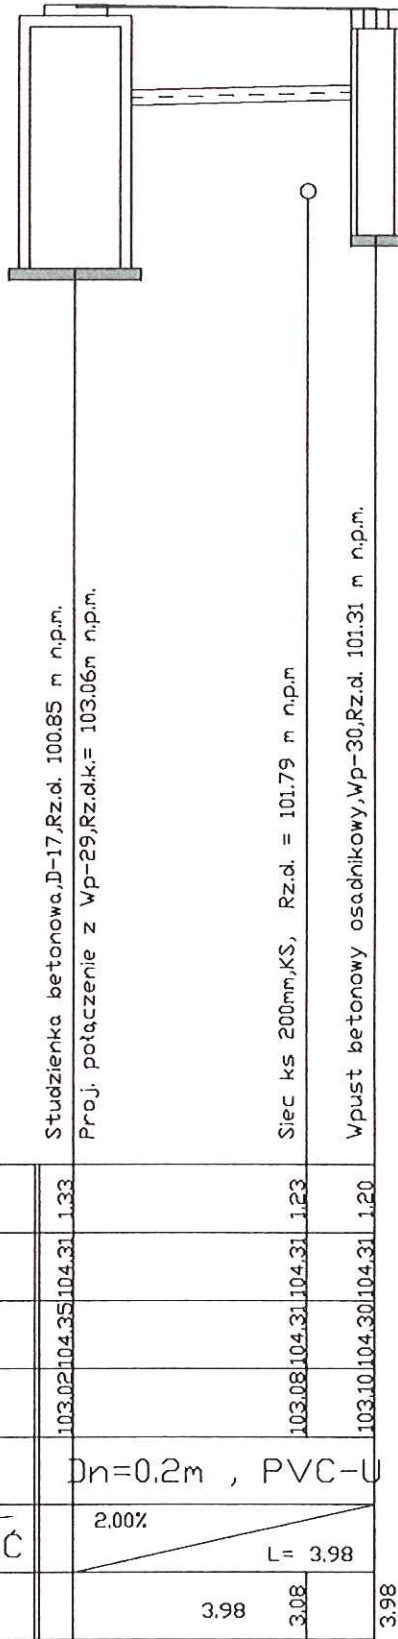 Studzienka betonowa,D-17,Rz.d. 100.85 m n.p.m.
Proj. połączenie z Wp-29,Rz.d.k.= 103.06m n.p.m.
Siec ks 200mm,KS, Rz.d. = 101.79 m n.p.m
Wpust betonowy osadnikowy,Wp-30,Rz.d. 101.31 m n.p.m.
1.33 1.23 1.20
104.31 104.31 104.31
104.35 104.31 104.30
103.02 103.08 103.10
Dn=0.2m , PVC-U
2.00%
Ć
L= 3.98
3.98 3.08 3.98